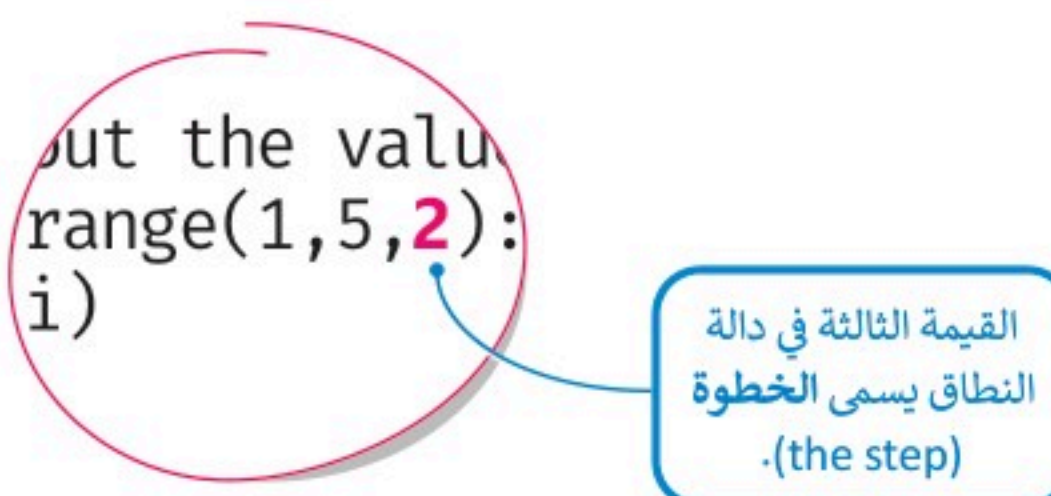 out the valu
range(1,5,2):
i)
القيمة الثالثة في دالة
النطاق يسمى الخطوة
(the step).